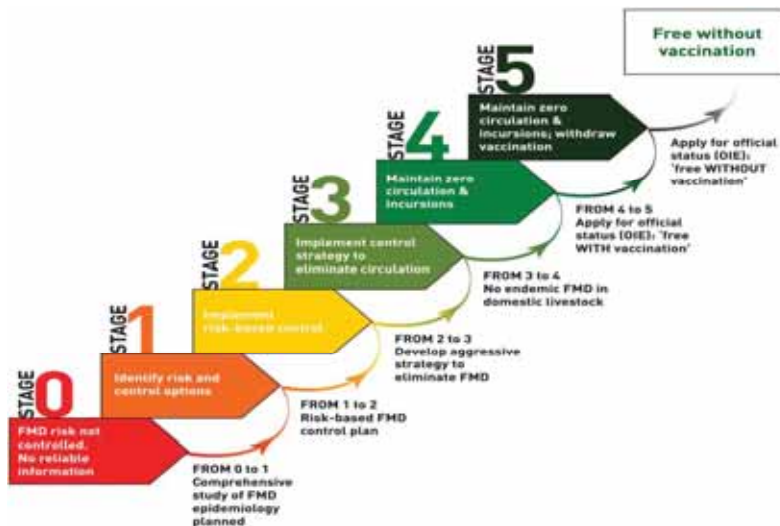 Free without
vaccination
STAGE 5
Maintain zero
circulation &
incursions; withdraw
vaccination
Apply for official
status (OIE):
'free WITHOUT
vaccination'
STAGE 4
Maintain zero
circulation &
incursions
FROM 4 to 5
Apply for official
status (OIE): 'free
WITH vaccination'
STAGE 3
Implement control
strategy to
eliminate circulation
FROM 3 to 4
No endemic FMD in
domestic livestock
STAGE 2
Implement
risk-based control
FROM 2 to 3
Develop aggressive
strategy to
eliminate FMD
STAGE 1
Identify risk and
control options
FROM 1 to 2
Risk-based FMD
control plan
STAGE 0
FMD risk not
controlled.
No reliable
information
FROM 0 to 1
Comprehensive
study of FMD
epidemiology
planned